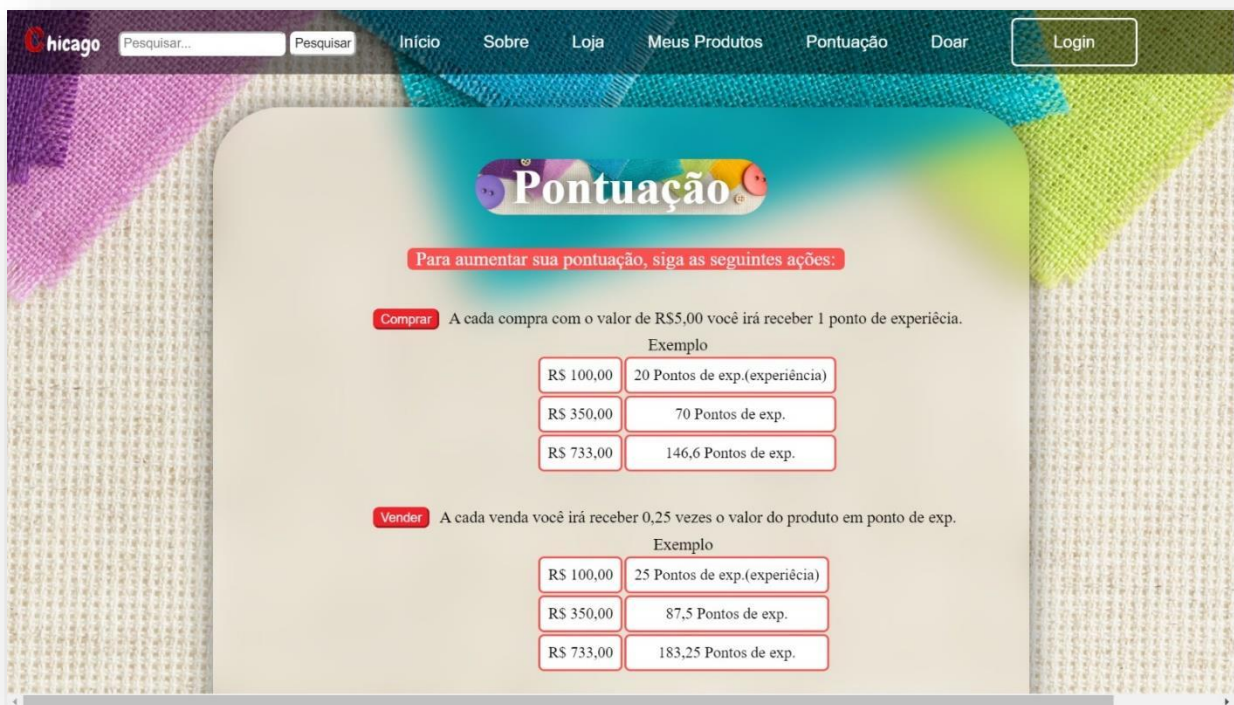 Chicago Pesquisar... Pesquisar Início Sobre Loja Meus Produtos Pontuação Doar Login
Pontuação
Para aumentar sua pontuação, siga as seguintes ações:
Comprar A cada compra com o valor de R$5,00 você irá receber 1 ponto de experiêcia.
Exemplo
R$ 100,00 20 Pontos de exp.(experiência)
R$ 350,00 70 Pontos de exp.
R$ 733,00 146,6 Pontos de exp.
Vender A cada venda você irá receber 0,25 vezes o valor do produto em ponto de exp.
Exemplo
R$ 100,00 25 Pontos de exp.(experiêcia)
R$ 350,00 87,5 Pontos de exp.
R$ 733,00 183,25 Pontos de exp.